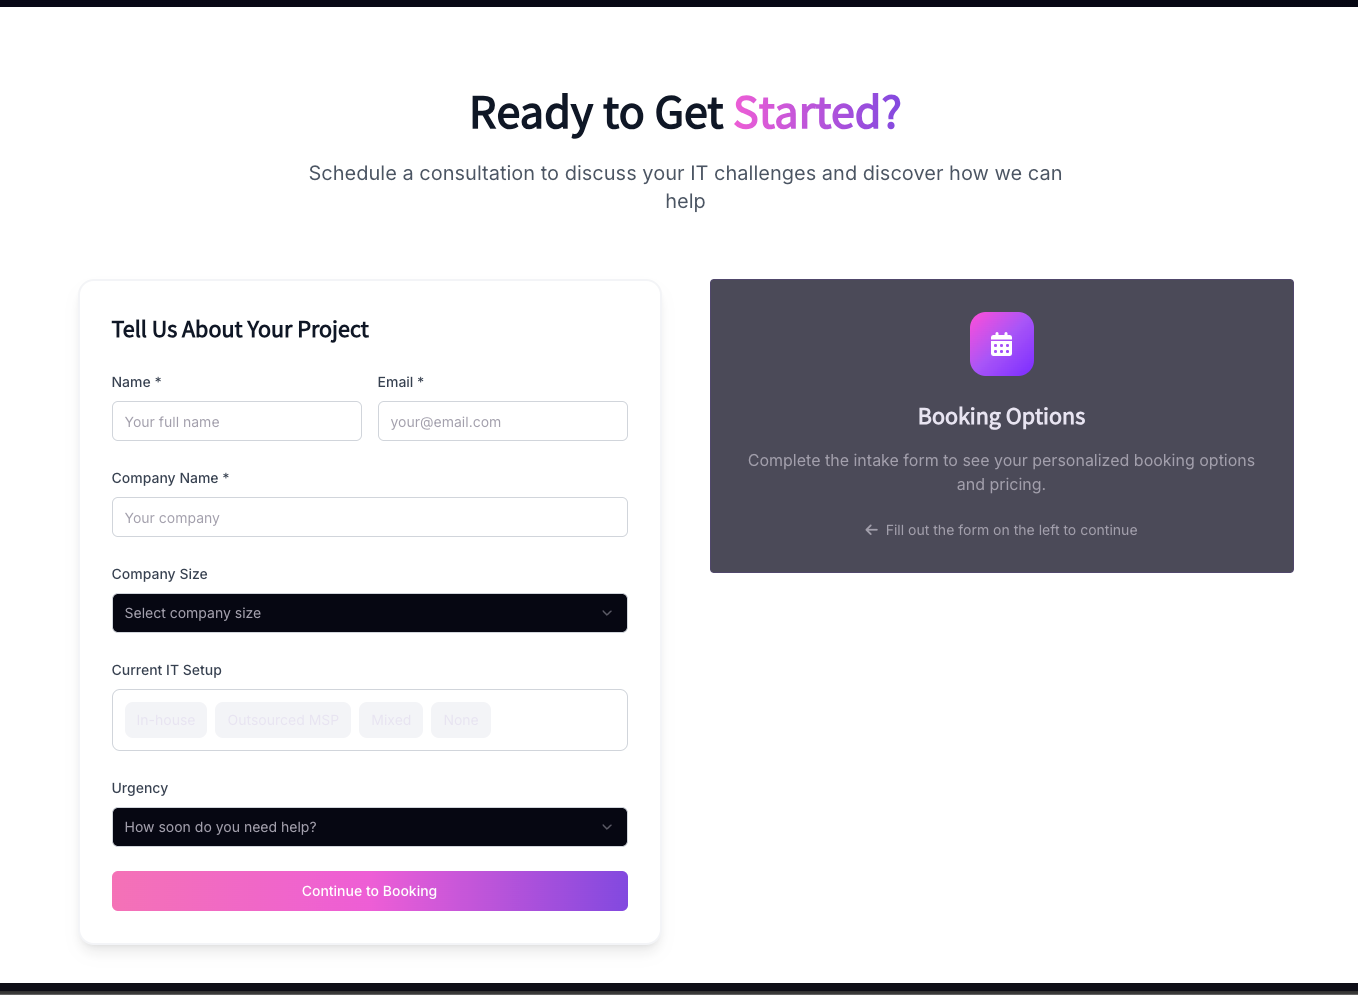 Ready to Get Started?
Schedule a consultation to discuss your IT challenges and discover how we can
help
Tell Us About Your Project
Name *
Email *
Your full name
your@email.com
Company Name *
Your company
Company Size
Select company size
Current IT Setup
In-house
Outsourced MSP
Mixed
None
Urgency
How soon do you need help?
Continue to Booking
Booking Options
Complete the intake form to see your personalized booking options
and pricing.
← Fill out the form on the left to continue